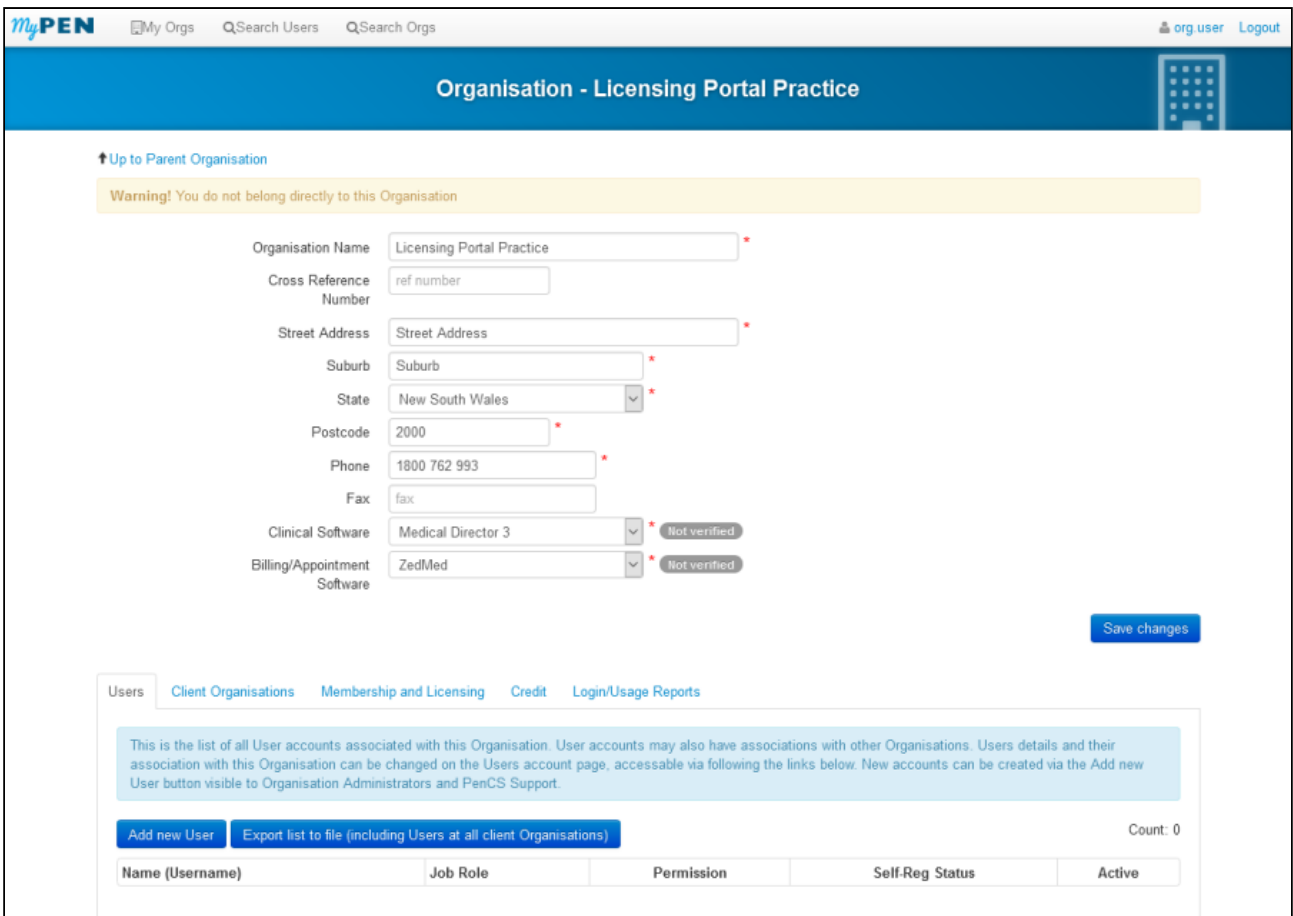 MyPEN My Orgs Search Users Search Orgs org.user Logout
Organisation - Licensing Portal Practice
Up to Parent Organisation
Warning! You do not belong directly to this Organisation
Organisation Name Licensing Portal Practice *
Cross Reference ref number
Number
Street Address Street Address *
Suburb Suburb *
State New South Wales *
Postcode 2000 *
Phone 1800 762 993 *
Fax fax
Clinical Software Medical Director 3 * Not verified
Billing/Appointment ZedMed * Not verified
Software
Save changes
Users Client Organisations Membership and Licensing Credit Login/Usage Reports
This is the list of all User accounts associated with this Organisation. User accounts may also have associations with other Organisations. Users details and their
association with this Organisation can be changed on the Users account page, accessable via following the links below. New accounts can be created via the Add new
User button visible to Organisation Administrators and PenCS Support.
Add new User Export list to file (including Users at all client Organisations) Count: 0
Name (Username) Job Role Permission Self-Reg Status Active